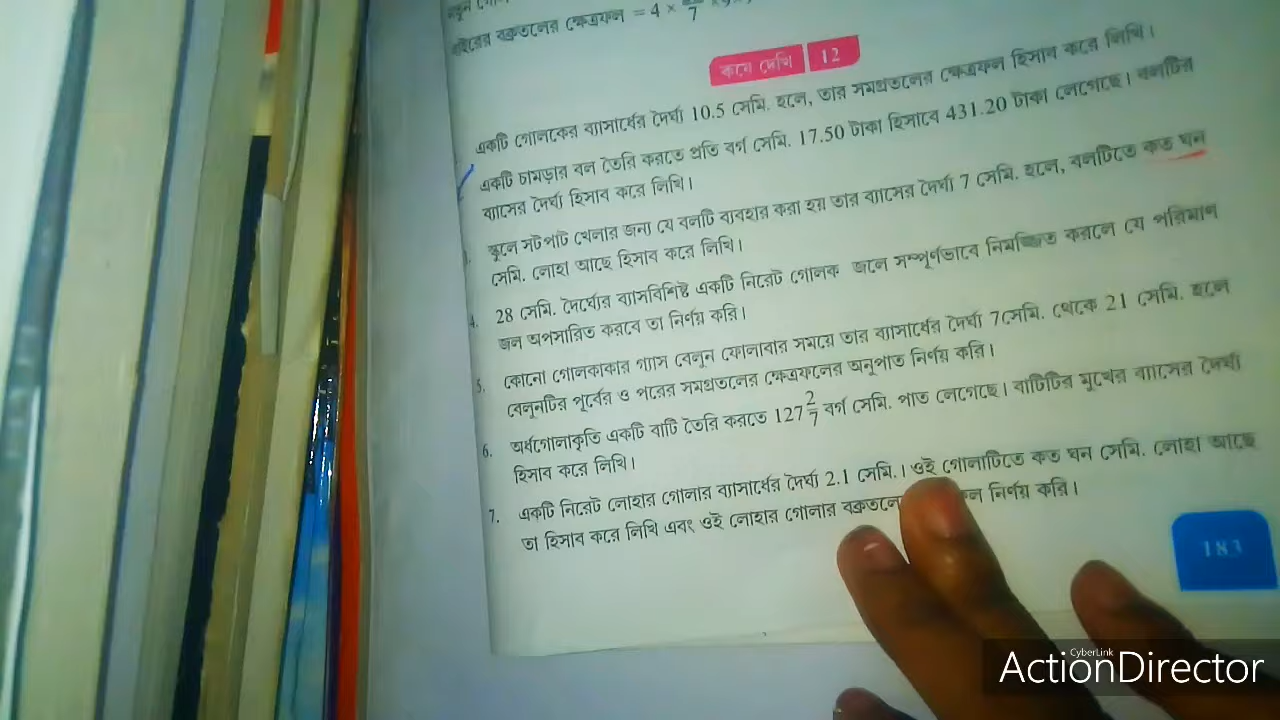 নতুন
বাইরের বক্রতলের ক্ষেত্রফল = 4 × 7
কষে দেখি 12
একটি গোলকের ব্যাসার্ধের দৈর্ঘ্য 10.5 সেমি. হলে, তার সমগ্রতলের ক্ষেত্রফল হিসাব করে লিখি।
একটি চামড়ার বল তৈরি করতে প্রতি বর্গ সেমি. 17.50 টাকা হিসাবে 431.20 টাকা লেগেছে। বলটির
ব্যাসের দৈর্ঘ্য হিসাব করে লিখি।
স্কুলে সটপাট খেলার জন্য যে বলটি ব্যবহার করা হয় তার ব্যাসের দৈর্ঘ্য 7 সেমি. হলে, বলটিতে কত ঘন
সেমি. লোহা আছে হিসাব করে লিখি।
4. 28 সেমি. দৈর্ঘ্যের ব্যাসবিশিষ্ট একটি নিরেট গোলক জলে সম্পূর্ণভাবে নিমজ্জিত করলে যে পরিমাণ
জল অপসারিত করবে তা নির্ণয় করি।
5. কোনো গোলকাকার গ্যাস বেলুন ফোলাবার সময়ে তার ব্যাসার্ধের দৈর্ঘ্য 7সেমি. থেকে 21 সেমি. হলে
বেলুনটির পূর্বের ও পরের সমগ্রতলের ক্ষেত্রফলের অনুপাত নির্ণয় করি।
6. অর্ধগোলাকৃতি একটি বাটি তৈরি করতে 127 2/7 বর্গ সেমি. পাত লেগেছে। বাটিটির মুখের ব্যাসের দৈর্ঘ্য
হিসাব করে লিখি।
7. একটি নিরেট লোহার গোলার ব্যাসার্ধের দৈর্ঘ্য 2.1 সেমি.। ওই গোলাটিতে কত ঘন সেমি. লোহা আছে
তা হিসাব করে লিখি এবং ওই লোহার গোলার নির্ণয় করি।
183
CyberLink
ActionDirector